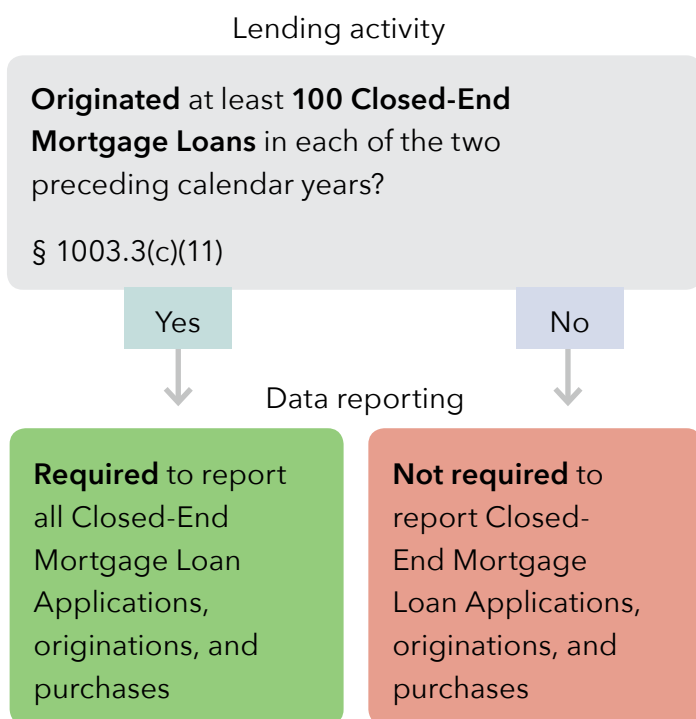 Lending activity
Originated at least 100 Closed-End
Mortgage Loans in each of the two
preceding calendar years?
§ 1003.3(c)(11)
Yes
No
Data reporting
Required to report
all Closed-End
Mortgage Loan
Applications,
originations, and
purchases
Not required to
report Closed-
End Mortgage
Loan Applications,
originations, and
purchases